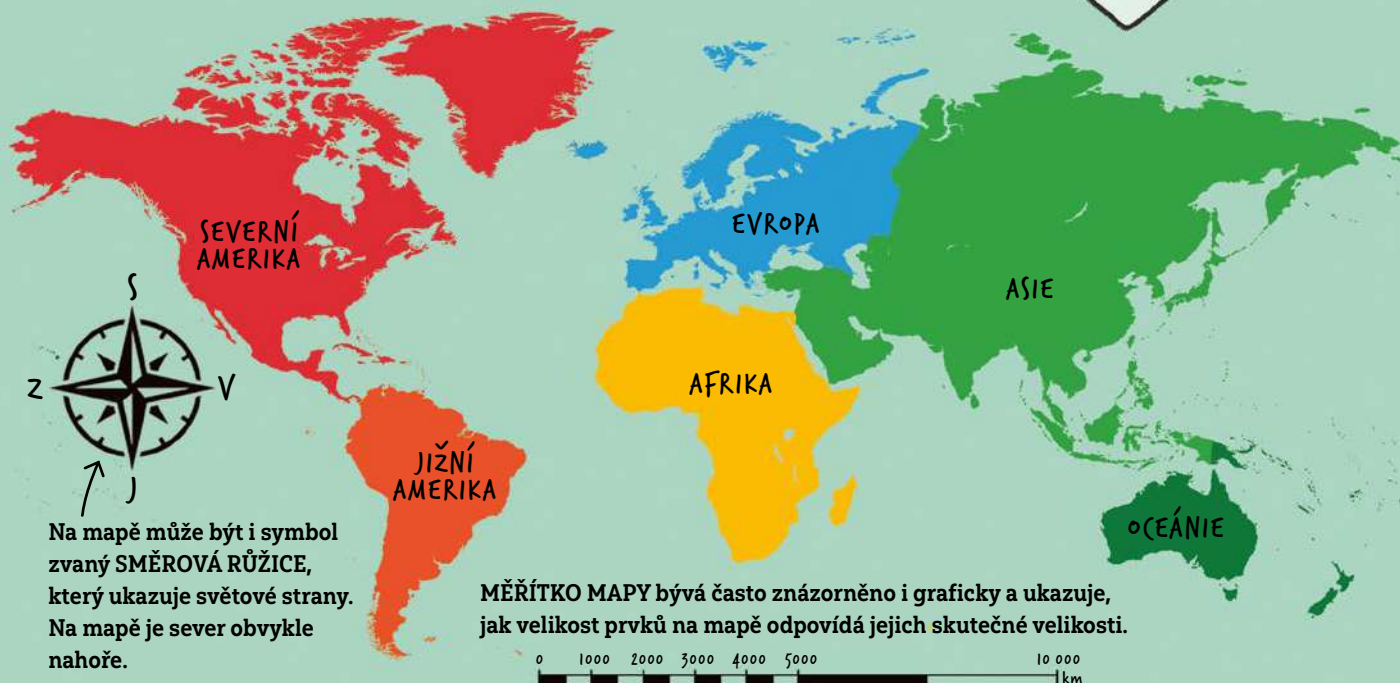 SEVERNÍ
AMERIKA
EVROPA
ASIE
AFRIKA
JIŽNÍ
AMERIKA
OCEÁNIE
S
Z
V
J
Na mapě může být i symbol
zvaný SMĚROVÁ RŮŽICE,
který ukazuje světové strany.
Na mapě je sever obvykle
nahoře.
MĚŘÍTKO MAPY bývá často znázorněno i graficky a ukazuje,
jak velikost prvků na mapě odpovídá jejich skutečné velikosti.
0 1000 2000 3000 4000 5000 10 000
km